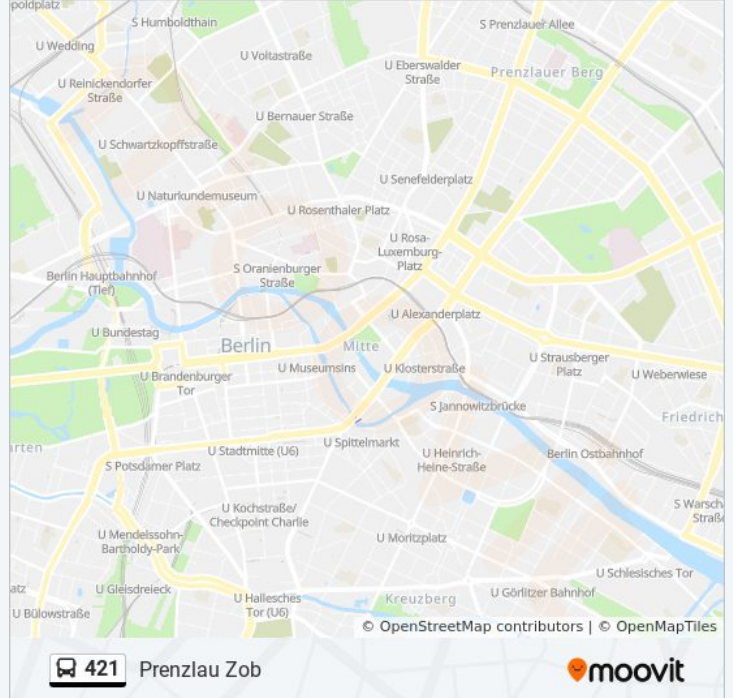 poldplatz
S Humboldthain
S Prenzlauer Allee
U Wedding
U Voltastraße
U Eberswalder
Straße
Prenzlauer Berg
U Reinickendorfer
Straße
U Bernauer Straße
U Schwartzkopffstraße
U Senefelderplatz
U Naturkundemuseum
U Rosenthaler Platz
U Rosa-
Luxemburg-
Platz
Berlin Hauptbahnhof
(Tief)
S Oranienburger
Straße
U Alexanderplatz
U Bundestag
Berlin
Mitte
U Strausberger
Platz
U Museumsins
U Klosterstraße
U Weberwiese
U Brandenburger
Tor
S Jannowitzbrücke
Friedrich
rten
U Stadtmitte (U6)
U Spittelmarkt
U Heinrich-
Heine-Straße
Berlin Ostbahnhof
S Potsdamer Platz
S Warsch
Straße
U Kochstraße/
Checkpoint Charlie
U Mendelssohn-
Bartholdy-Park
U Moritzplatz
U Schlesisches Tor
atz
U Gleisdreieck
U Hallesches
Tor (U6)
Kreuzberg
U Görlitzer Bahnhof
U Bülowstraße
© OpenStreetMap contributors | © OpenMapTiles
421 Prenzlau Zob
moovit